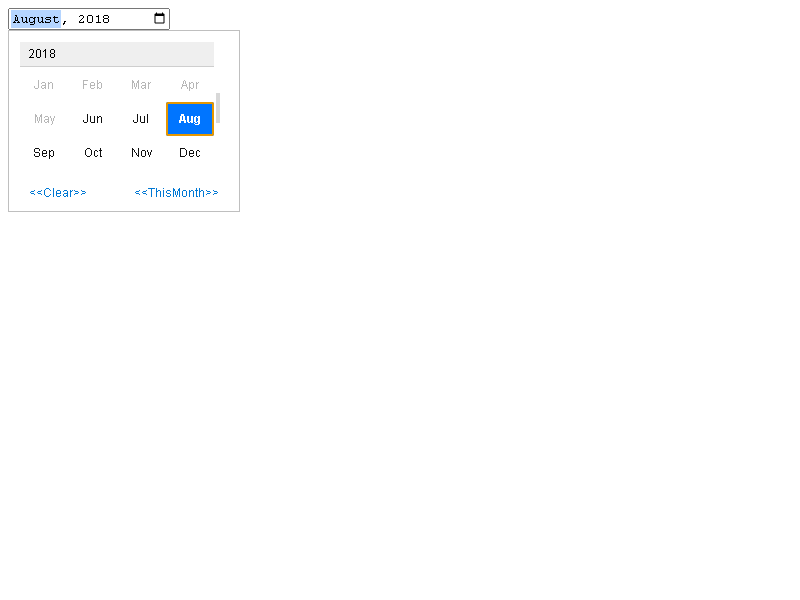 August, 2018
2018
Jan Feb Mar Apr
May Jun Jul Aug
Sep Oct Nov Dec
<<Clear>> <<ThisMonth>>